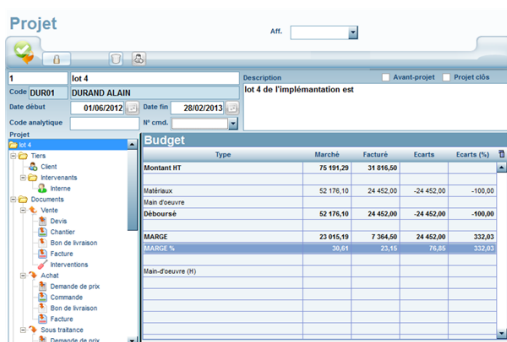 Projet
Aff.
1 lot 4
Code DUR01 DURAND ALAIN
Date début 01/06/2012 Date fin 28/02/2013
Code analytique N° cmd.
Description Avant-projet Projet clôs
lot 4 de l'implémantation est
Projet
lot 4
Tiers
Client
Intervenants
Interne
Documents
Vente
Devis
Chantier
Bon de livraison
Facture
Interventions
Achat
Demande de prix
Commande
Bon de livraison
Facture
Sous traitance
Demande de prix
Budget
Type Marché Facturé Ecarts Ecarts (%)
Montant HT 75 191,29 31 816,50
Matériaux 52 176,10 24 452,00 -24 452,00 -100,00
Main d'oeuvre
Déboursé 52 176,10 24 452,00 -24 452,00 -100,00
MARGE 23 015,19 7 364,50 24 452,00 332,03
MARGE % 30,61 23,15 76,85 332,03
Main-d'oeuvre (H)